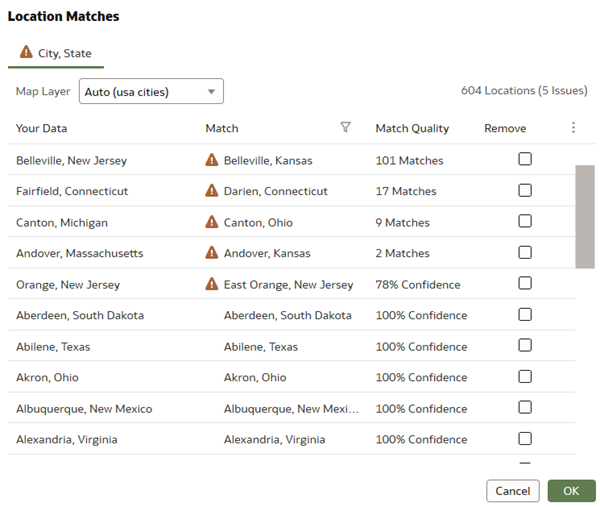 Location Matches
City, State
Map Layer Auto (usa cities) 604 Locations (5 Issues)
Your Data Match Match Quality Remove
Belleville, New Jersey Belleville, Kansas 101 Matches
Fairfield, Connecticut Darien, Connecticut 17 Matches
Canton, Michigan Canton, Ohio 9 Matches
Andover, Massachusetts Andover, Kansas 2 Matches
Orange, New Jersey East Orange, New Jersey 78% Confidence
Aberdeen, South Dakota Aberdeen, South Dakota 100% Confidence
Abilene, Texas Abilene, Texas 100% Confidence
Akron, Ohio Akron, Ohio 100% Confidence
Albuquerque, New Mexico Albuquerque, New Mexi... 100% Confidence
Alexandria, Virginia Alexandria, Virginia 100% Confidence
Cancel OK